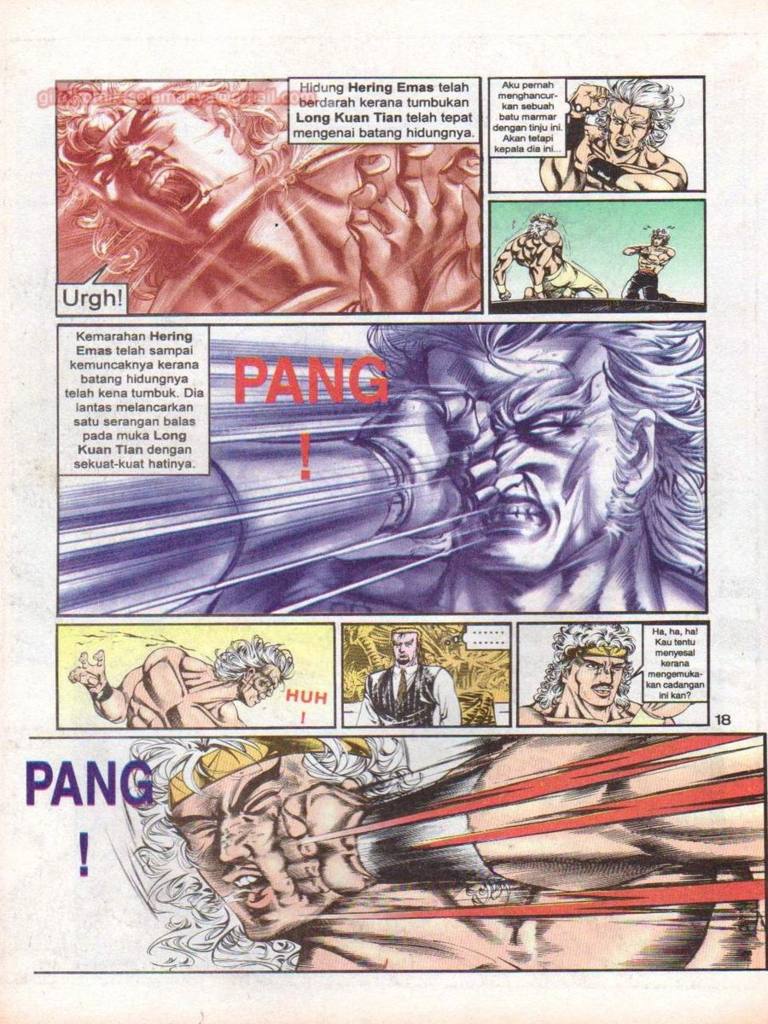 Hidung Hering Emas telah
berdarah kerana tumbukan
Long Kuan Tian telah tepat
mengenai batang hidungnya.
Urgh!
Aku pernah
menghancur-
kan sebuah
batu marmar
dengan tinju ini.
Akan tetapi
kepala dia ini...
Kemarahan Hering
Emas telah sampai
kemuncaknya kerana
batang hidungnya
telah kena tumbuk. Dia
lantas melancarkan
satu serangan balas
pada muka Long
Kuan Tian dengan
sekuat-kuat hatinya.
PANG
!
HUH
!
Ha, ha, ha!
Kau tentu
menyesal
kerana
mengemuka-
kan cadangan
ini kan?
18
PANG
!